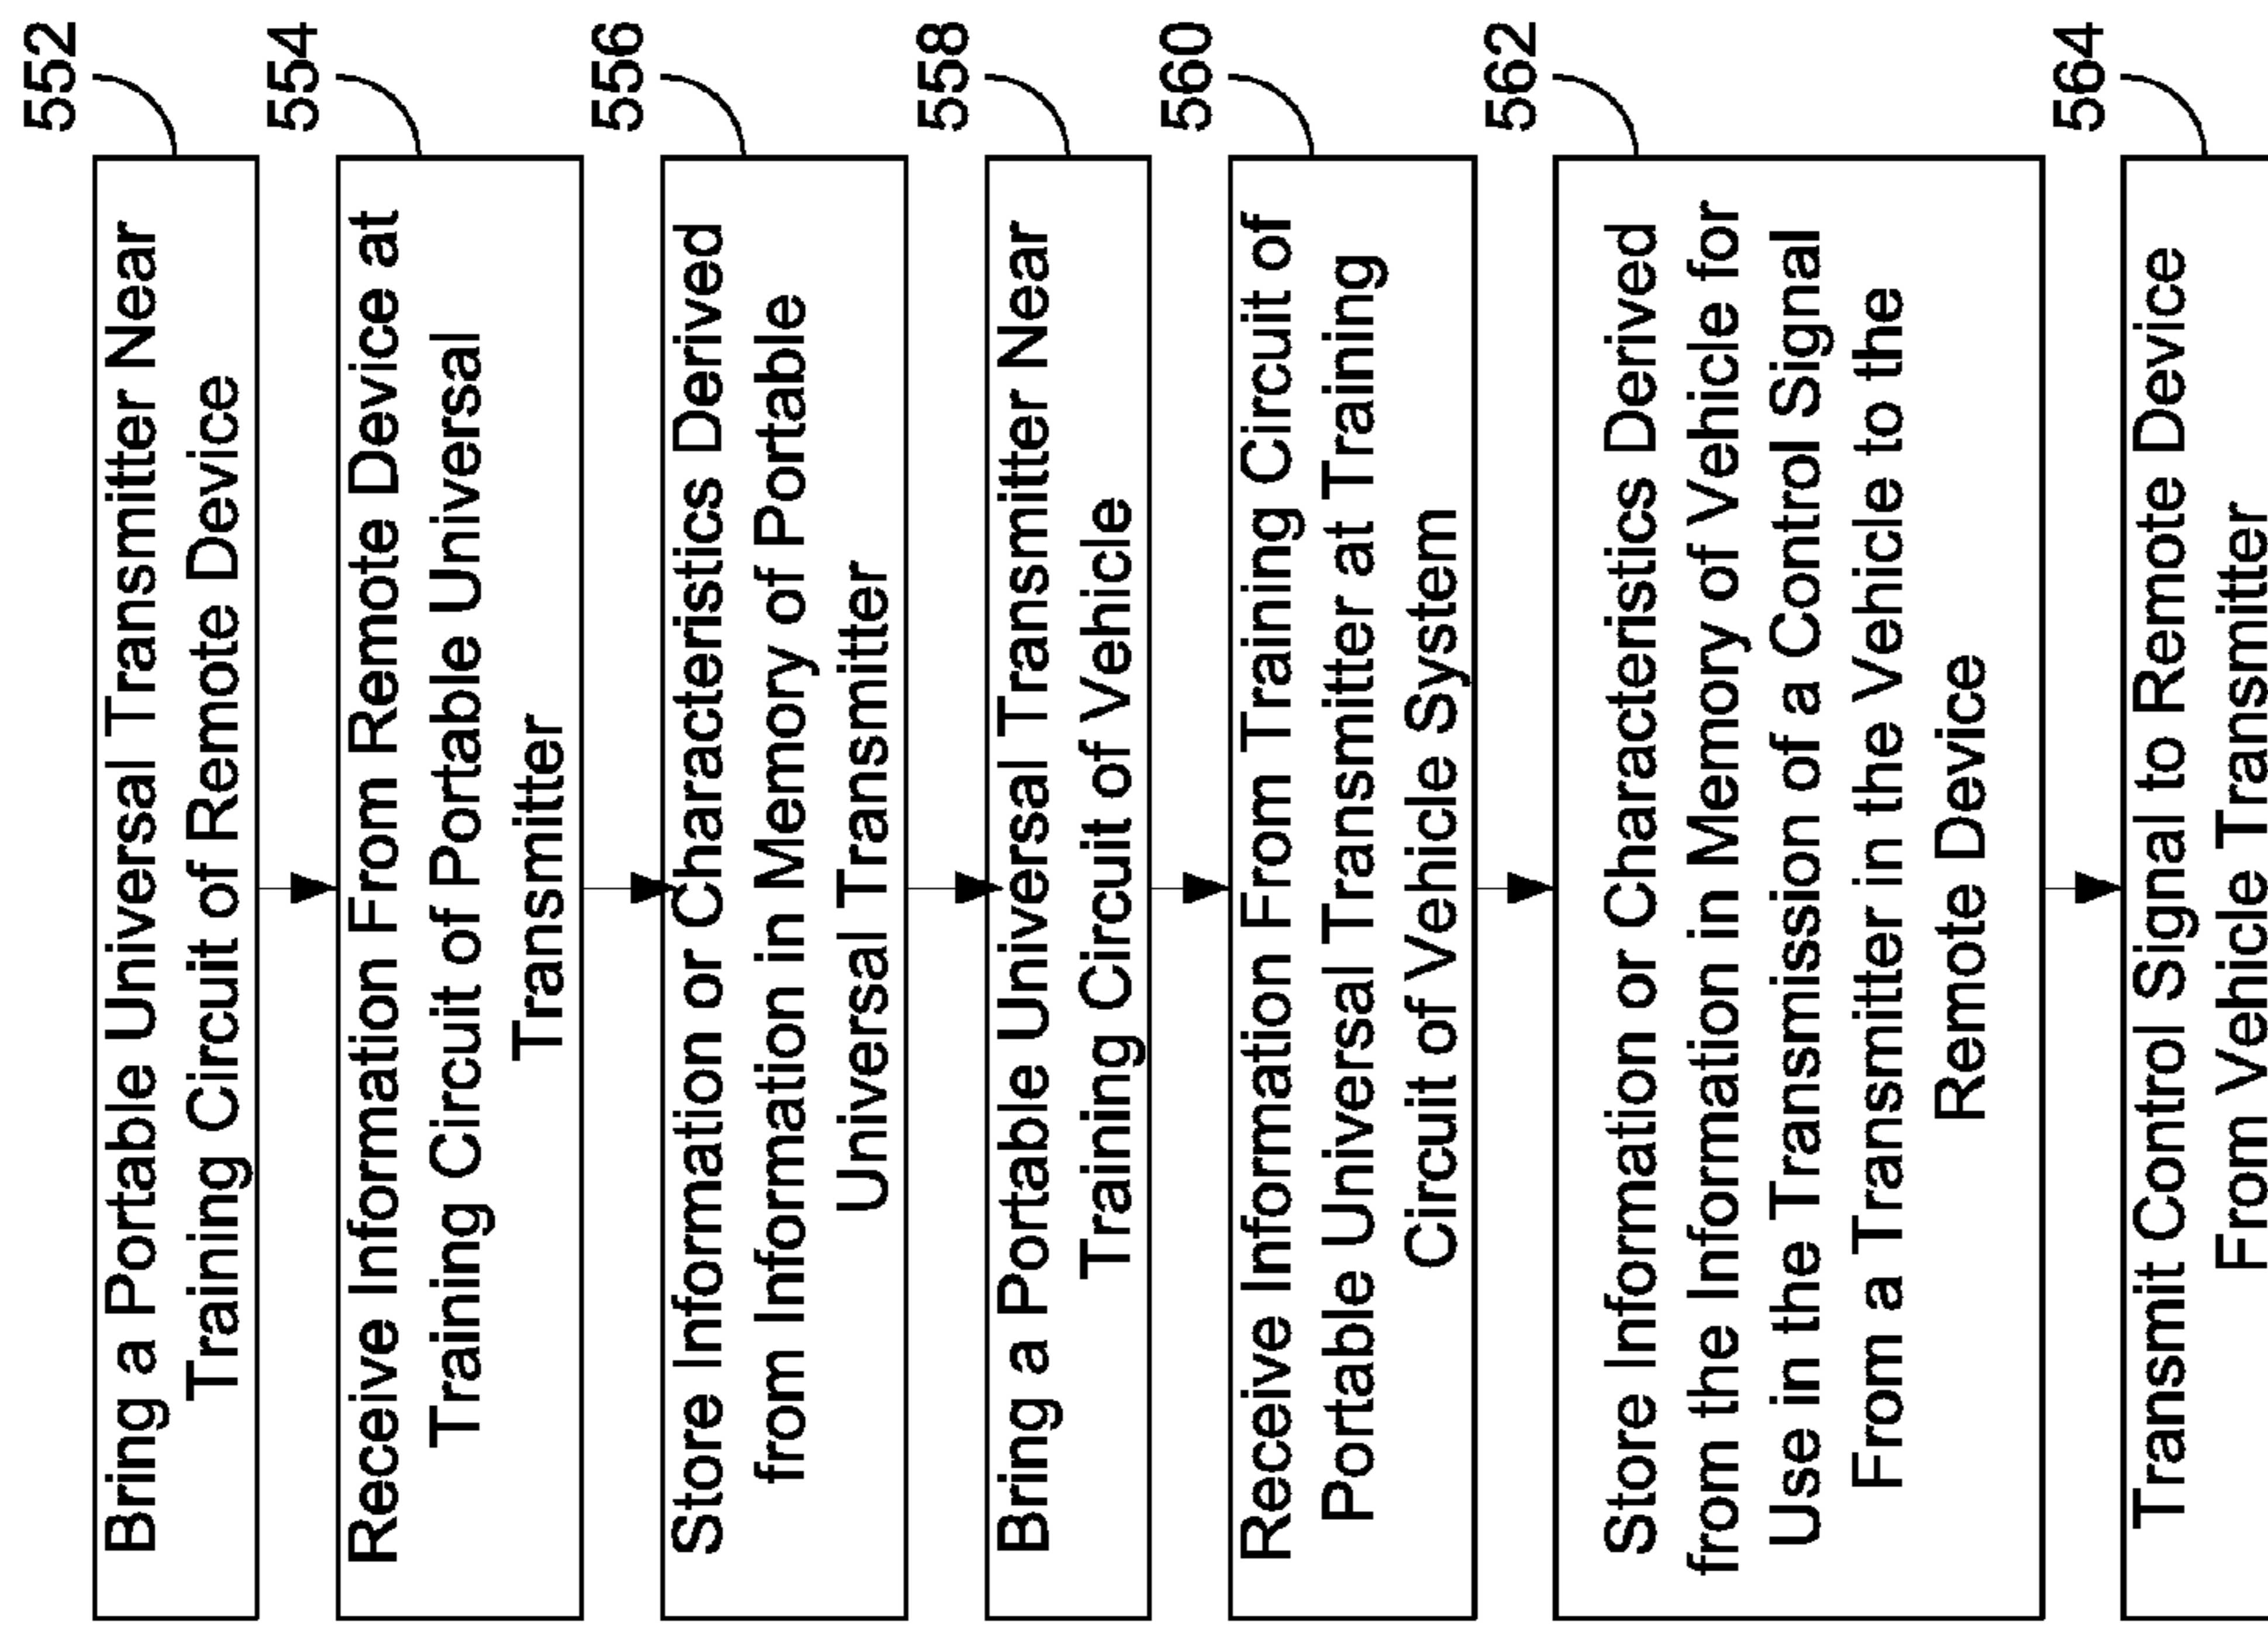 552
Bring a Portable Universal Transmitter Near
Training Circuit of Remote Device
554
Receive Information From Remote Device at
Training Circuit of Portable Universal
Transmitter
556
Store Information or Characteristics Derived
from Information in Memory of Portable
Universal Transmitter
558
Bring a Portable Universal Transmitter Near
Training Circuit of Vehicle
560
Receive Information From Training Circuit of
Portable Universal Transmitter at Training
Circuit of Vehicle System
562
Store Information or Characteristics Derived
from the Information in Memory of Vehicle for
Use in the Transmission of a Control Signal
From a Transmitter in the Vehicle to the
Remote Device
564
Transmit Control Signal to Remote Device
From Vehicle Transmitter